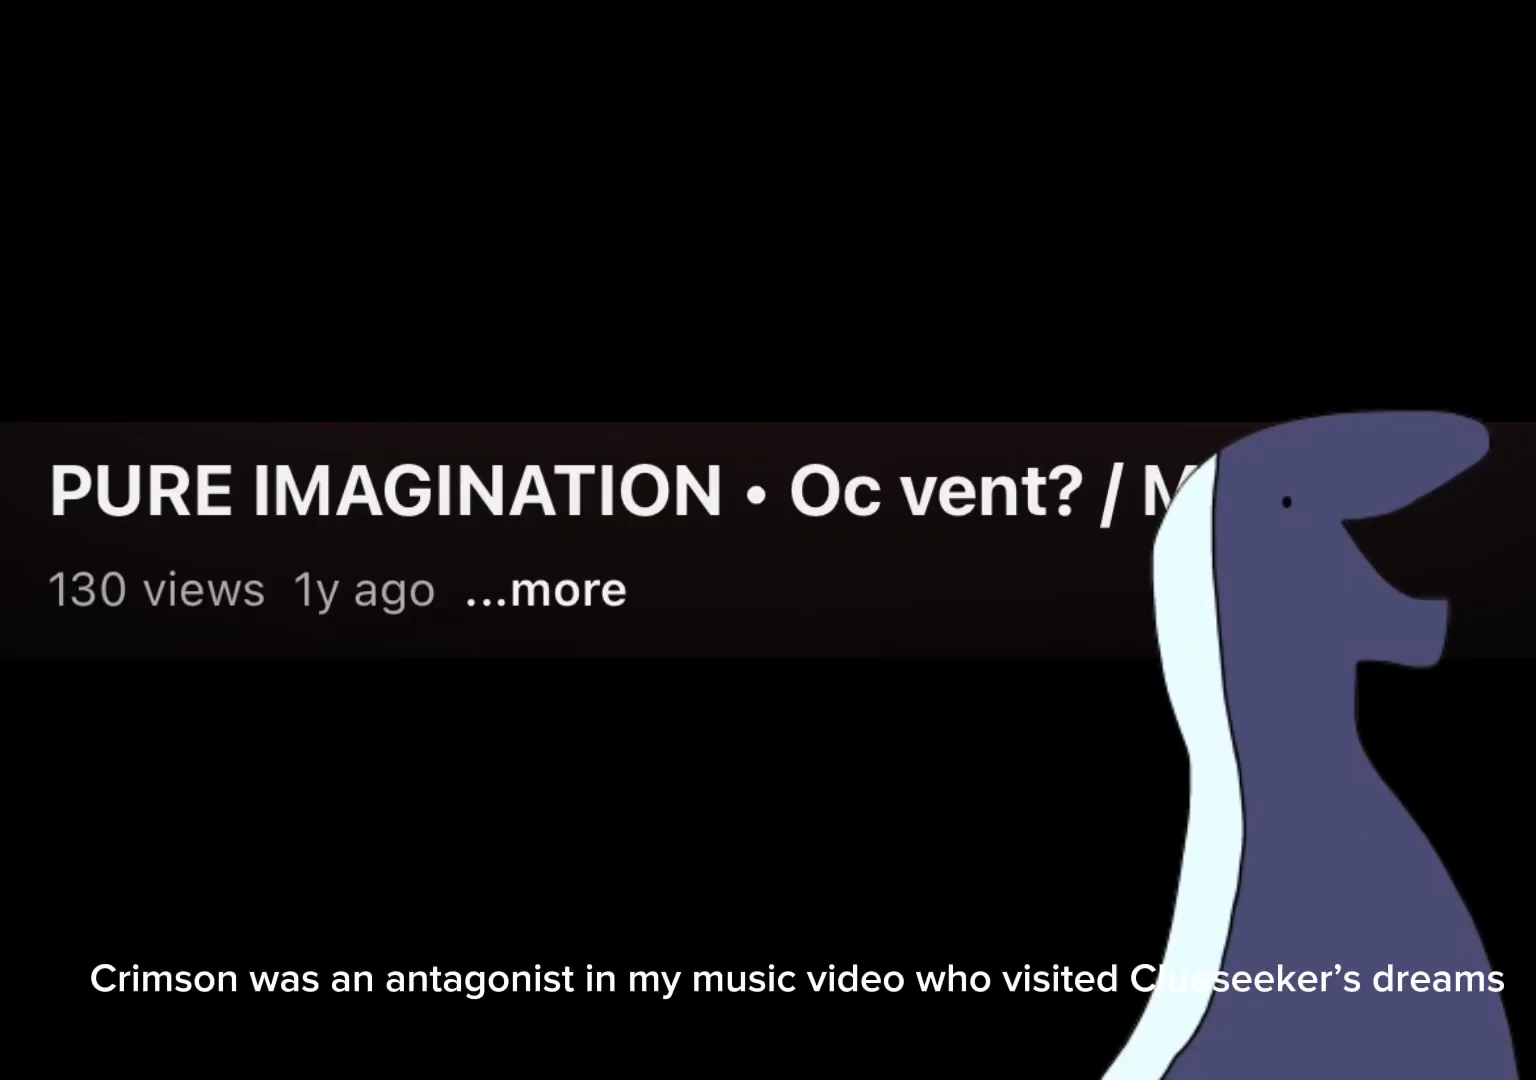 PURE IMAGINATION • Oc vent? / M
130 views 1y ago ...more
Crimson was an antagonist in my music video who visited Clueseeker’s dreams